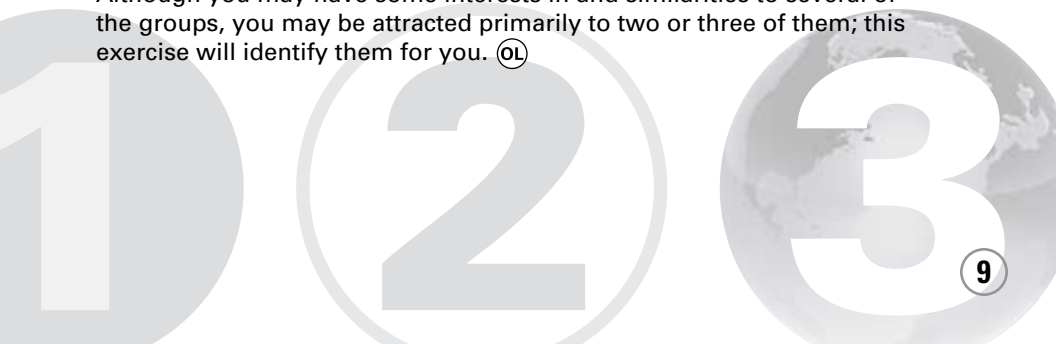 Although you may have some interests in and similarities to several of
the groups, you may be attracted primarily to two or three of them; this
exercise will identify them for you. OL
1 2 3
9